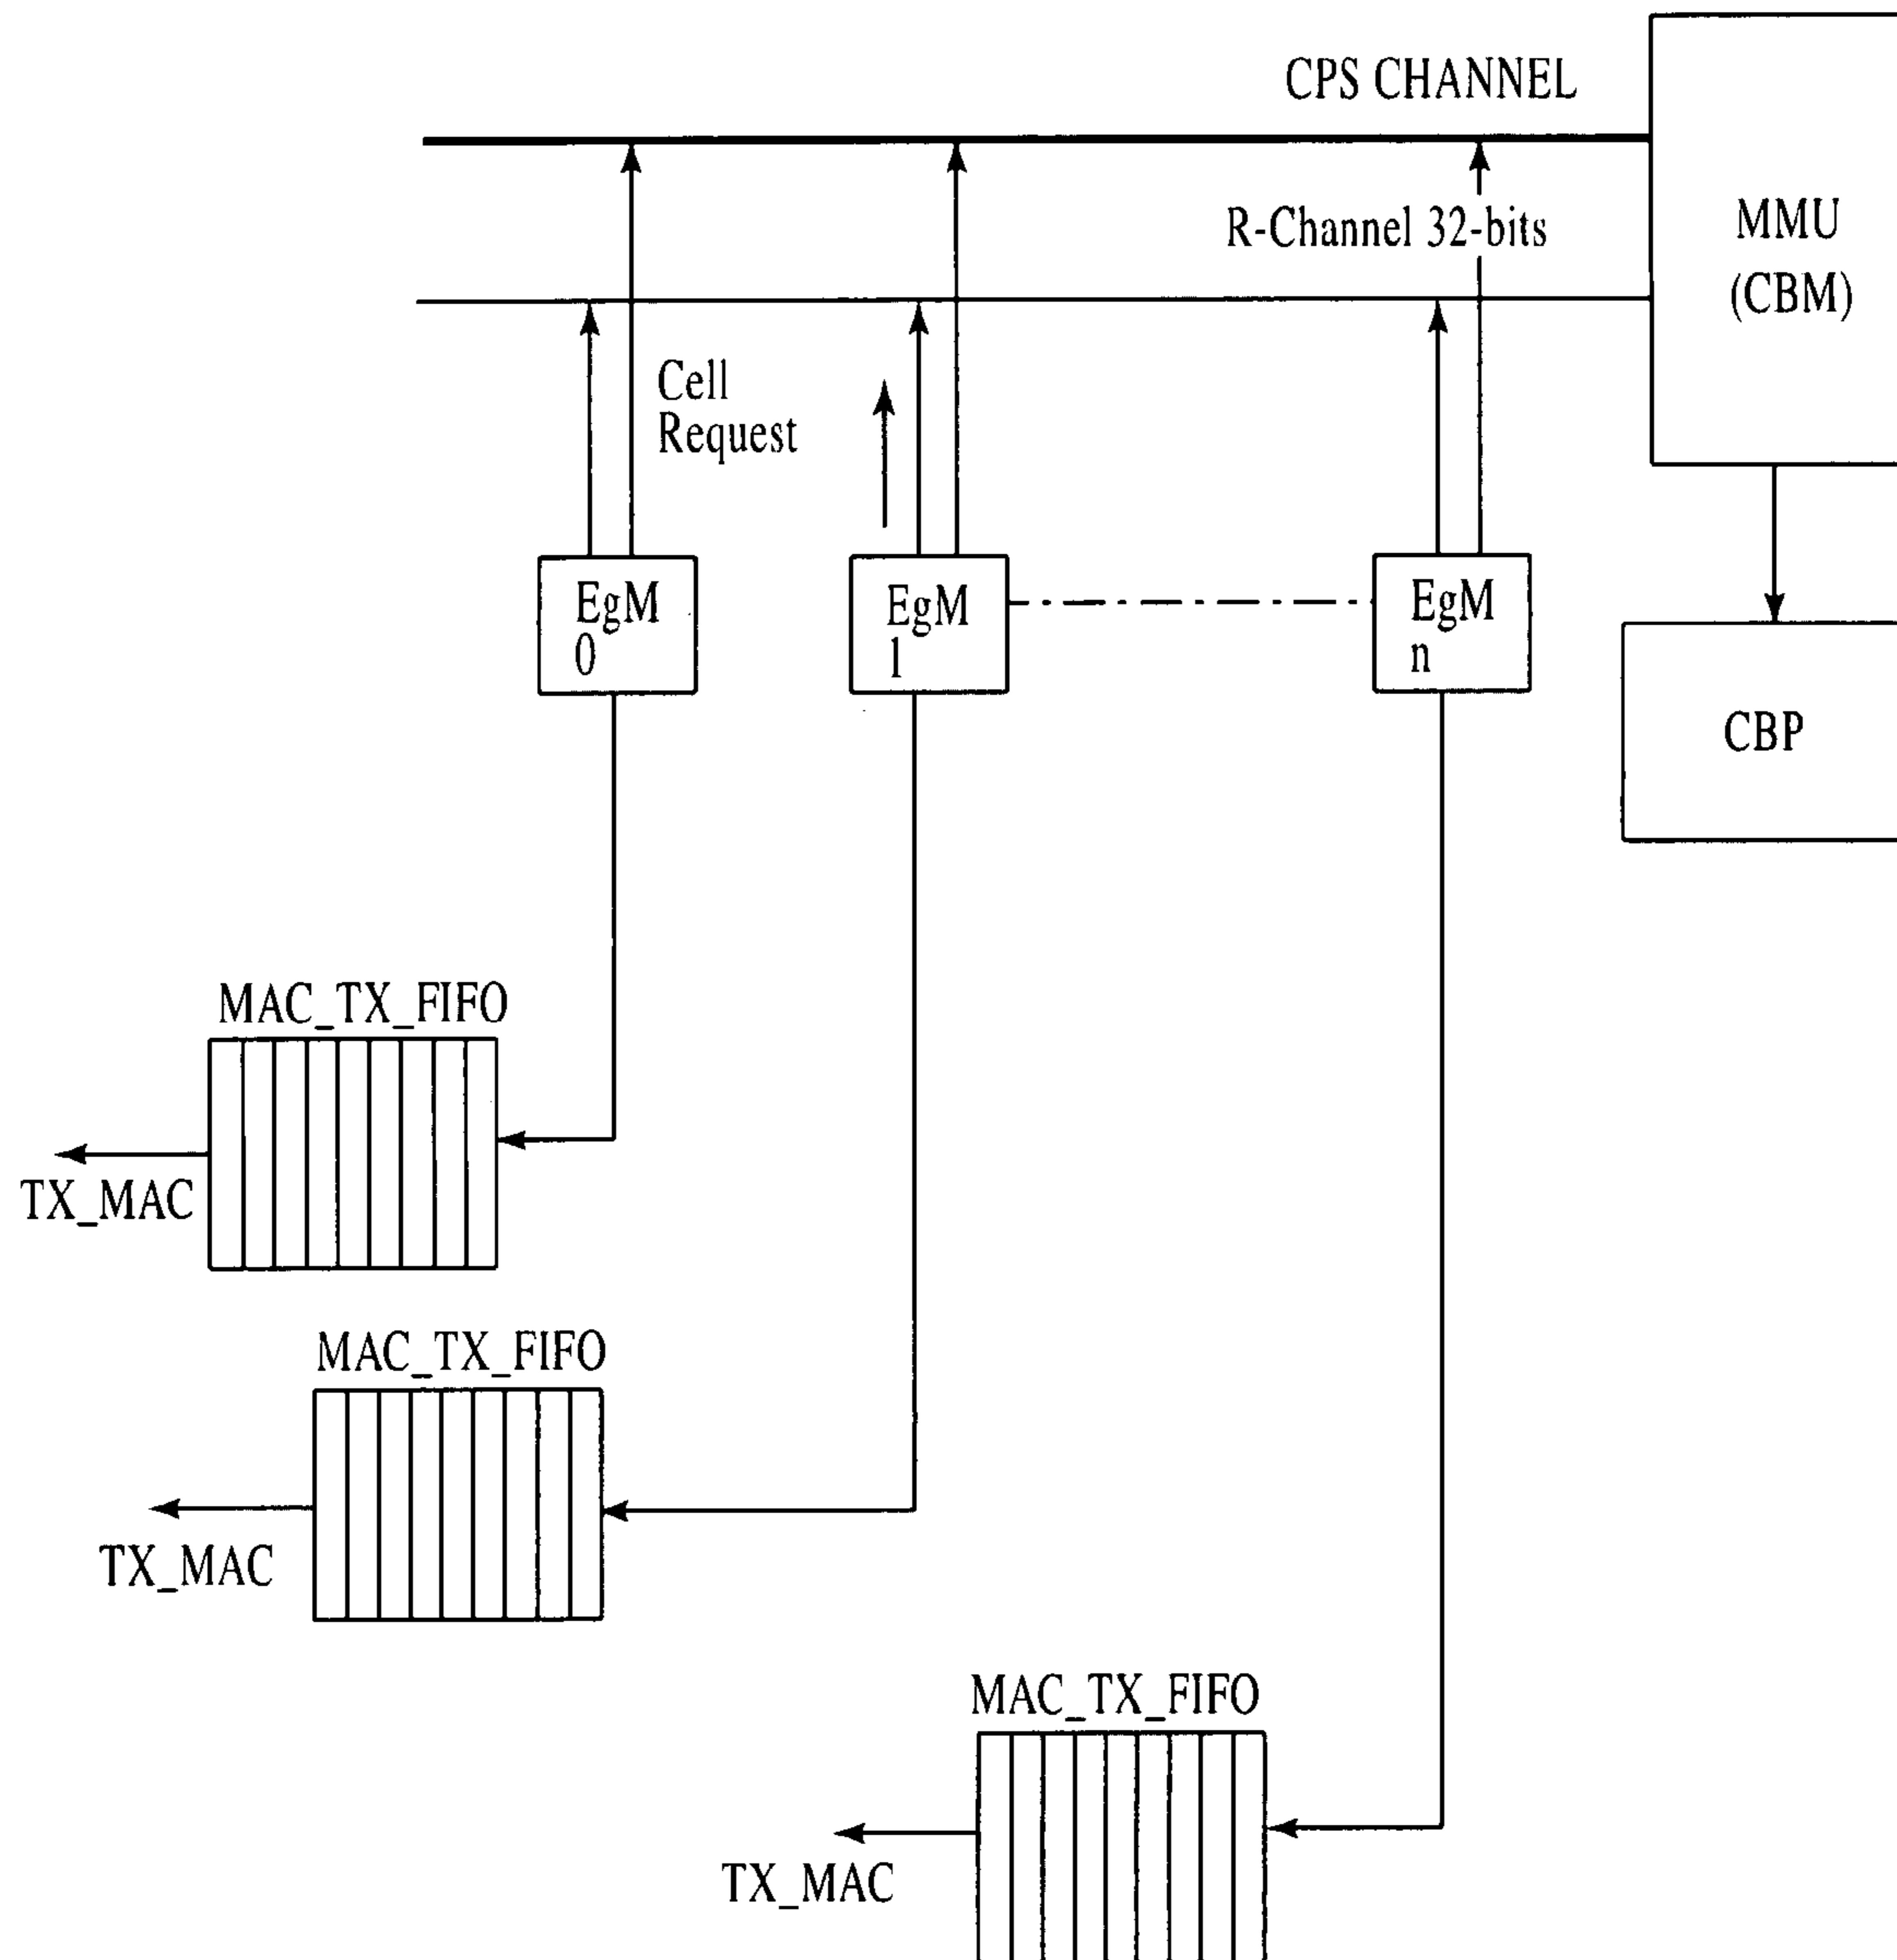 CPS CHANNEL
R-Channel 32-bits
MMU
(CBM)
Cell
Request
EgM
0
EgM
1
EgM
n
CBP
MAC_TX_FIFO
TX_MAC
MAC_TX_FIFO
TX_MAC
MAC_TX_FIFO
TX_MAC